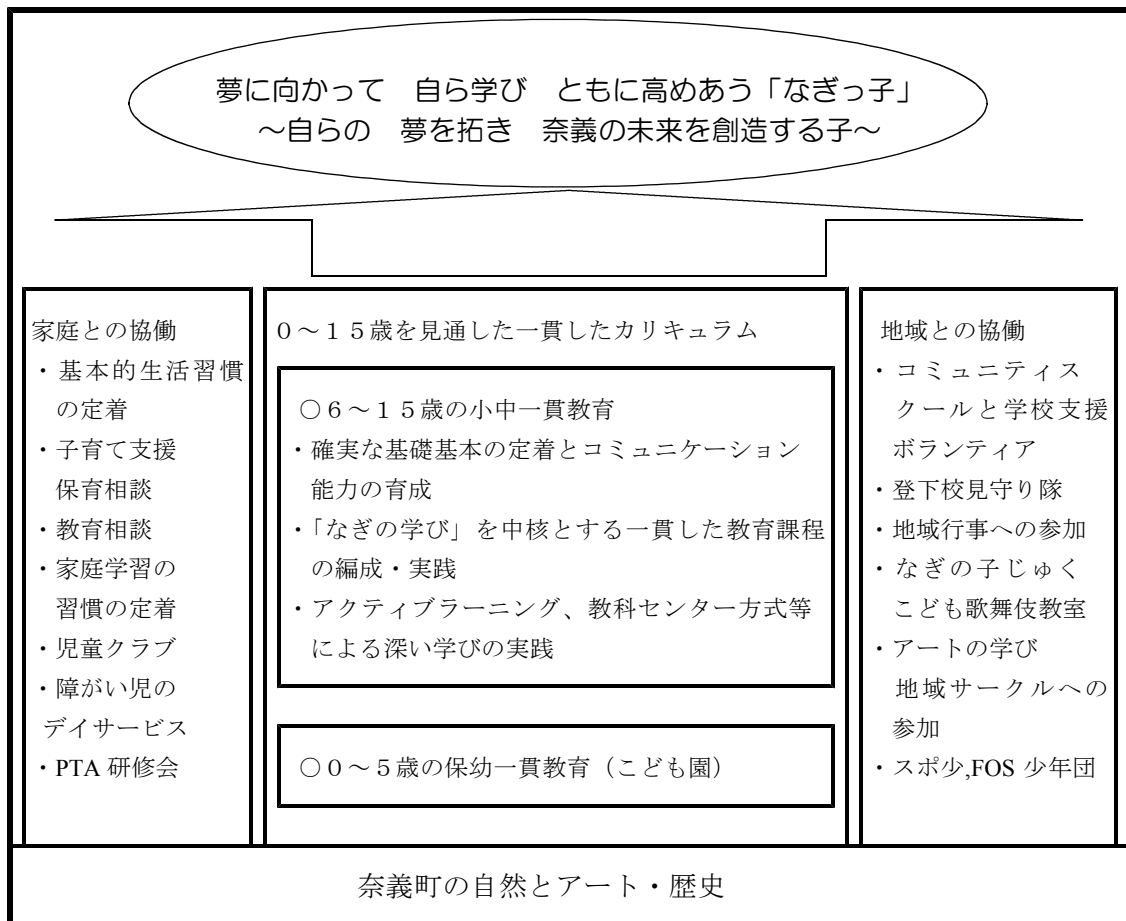 夢に向かって　自ら学び　ともに高めあう「なぎっ子」
～自らの　夢を拓き　奈義の未来を創造する子～
家庭との協働
・基本的生活習慣
の定着
・子育て支援
保育相談
・教育相談
・家庭学習の
習慣の定着
・児童クラブ
・障がい児の
デイサービス
・PTA 研修会
０～１５歳を見通した一貫したカリキュラム
○６～１５歳の小中一貫教育
・確実な基礎基本の定着とコミュニケーション
能力の育成
・「なぎの学び」を中核とする一貫した教育課程
の編成・実践
・アクティブラーニング、教科センター方式等
による深い学びの実践
○０～５歳の保幼一貫教育（こども園）
地域との協働
・コミュニティス
クールと学校支援
ボランティア
・登下校見守り隊
・地域行事への参加
・なぎの子じゅく
こども歌舞伎教室
・アートの学び
地域サークルへの
参加
・スポ少,FOS 少年団
奈義町の自然とアート・歴史